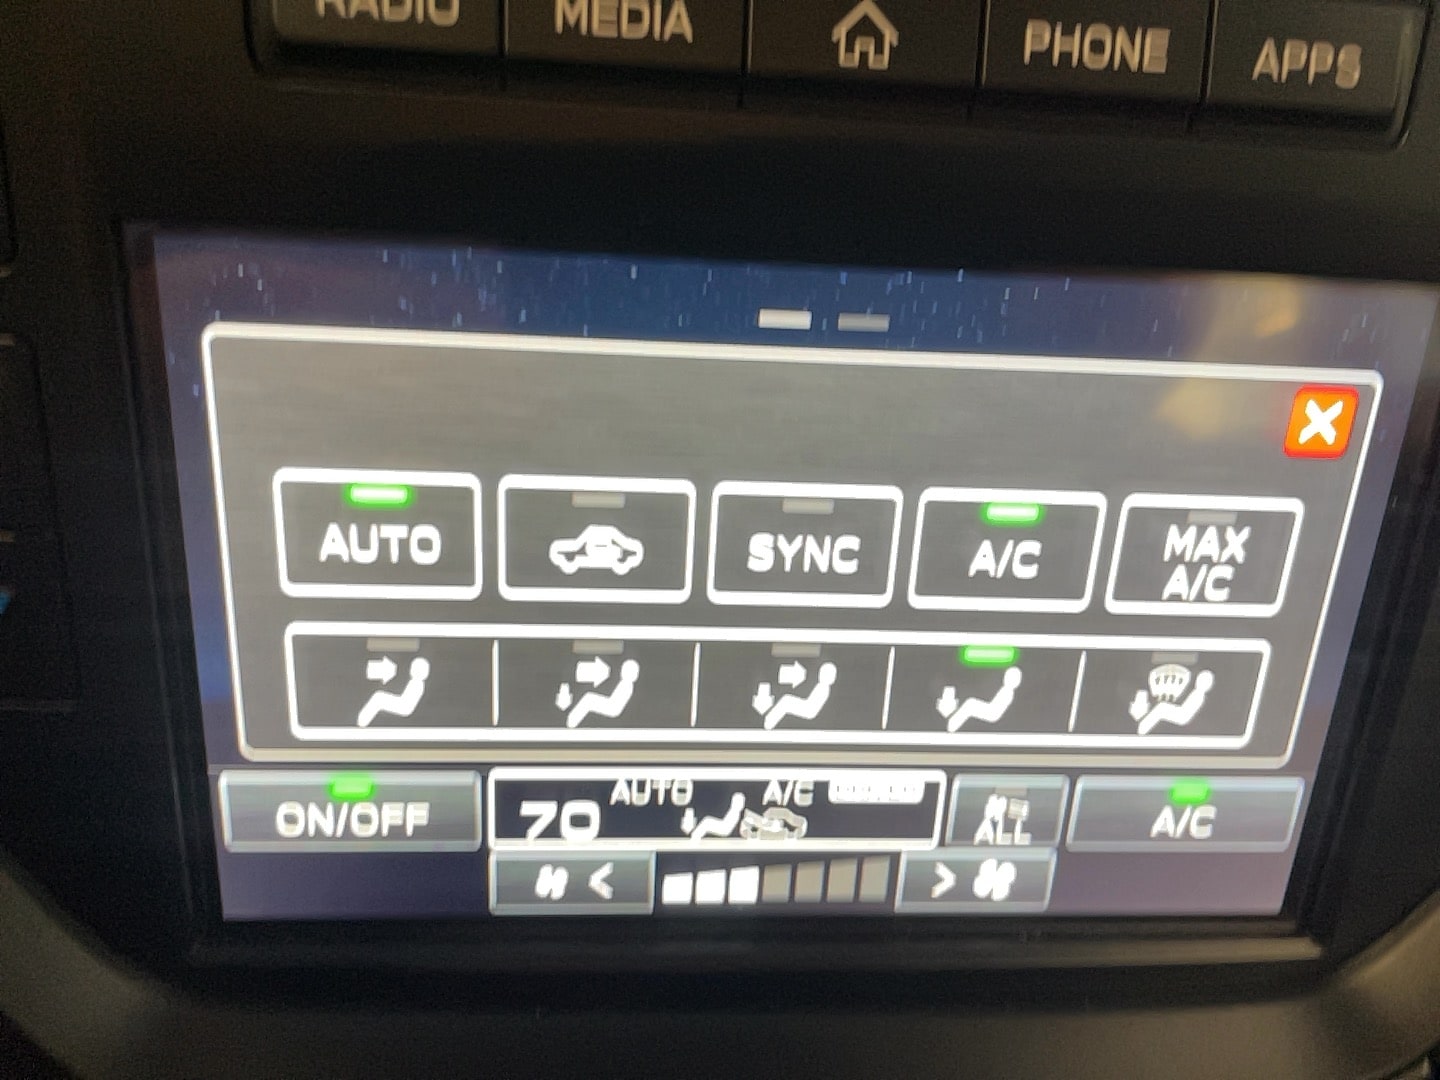 RADIO
MEDIA
PHONE
APPS
AUTO
SYNC
A/C
MAX
A/C
ON/OFF
70
AUTO
A/C
ALL
A/C
<
>